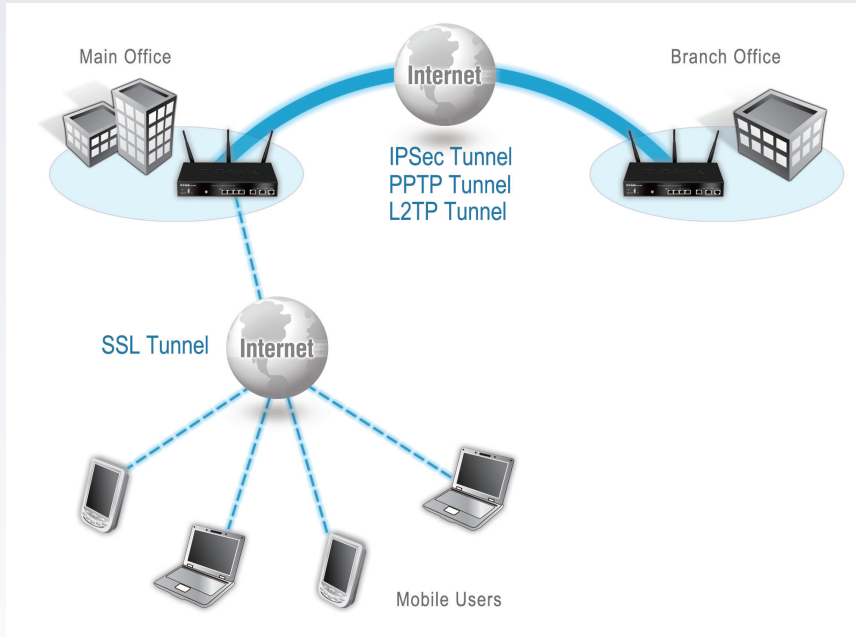 Main Office
Internet
Branch Office
IPSec Tunnel
PPTP Tunnel
L2TP Tunnel
SSL Tunnel
Internet
Mobile Users